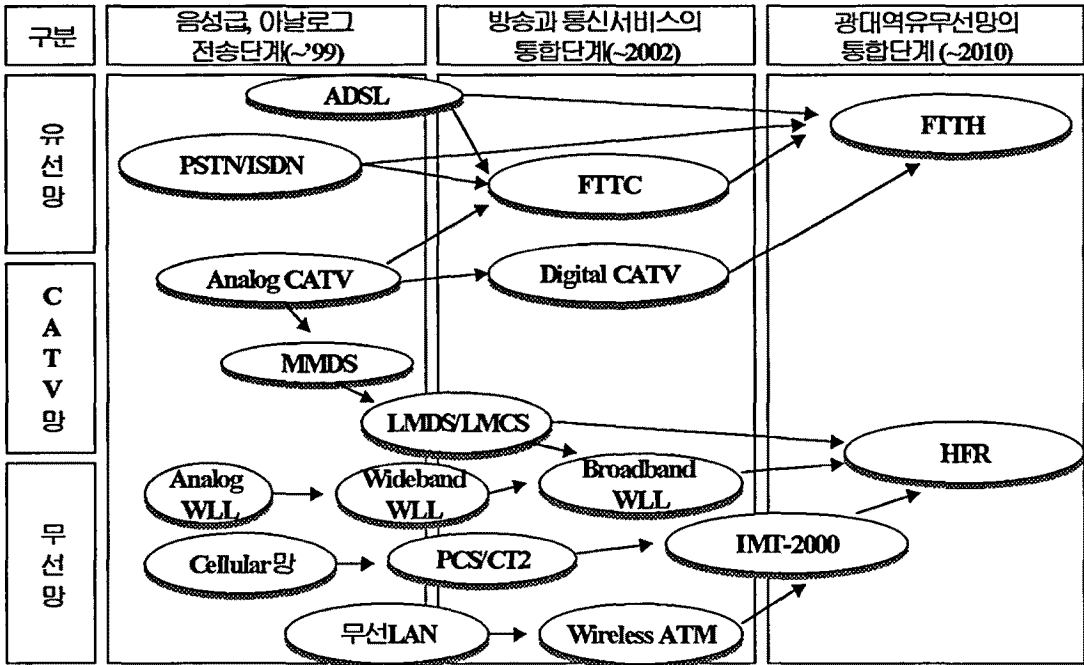 구분
음성급, 아날로그
전송단계(~'99)
방송과 통신서비스의
통합단계(~2002)
광대역유무선망의
통합단계 (~2010)
유
선
망
ADSL
PSTN/ISDN
FTTC
FTTH
C
A
T
V
망
Analog CATV
Digital CATV
MMDS
LMDS/LMCS
HFR
무
선
망
Analog
WLL
Wideband
WLL
Broadband
WLL
Cellular망
PCS/CT2
IMT-2000
무선LAN
Wireless ATM